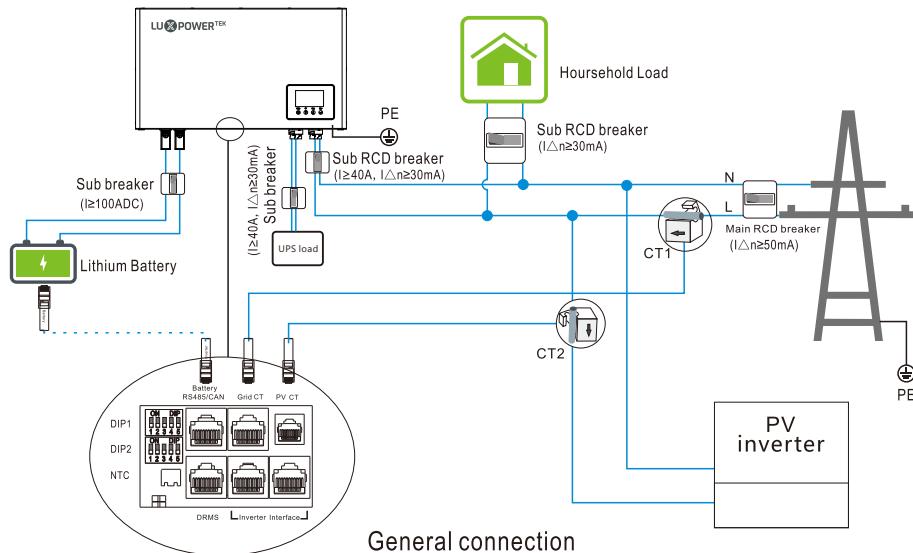 LUXPOWERTEK
Hoursehold Load
PE
Sub RCD breaker
(I△n≥30mA)
Sub RCD breaker
(I≥40A, I△n≥30mA)
Sub breaker
(I≥100ADC)
Sub breaker
(I≥40A, I△n≥30mA)
N
L
Main RCD breaker
(I△n≥50mA)
UPS load
CT1
Lithium Battery
Battery
CT2
PE
Battery
RS485/CAN
Grid CT
PV CT
DIP1
ON DIP
1 2 3 4 5
DIP2
ON DIP
1 2 3 4 5
NTC
DRMS
Inverter Interface
PV
inverter
General connection